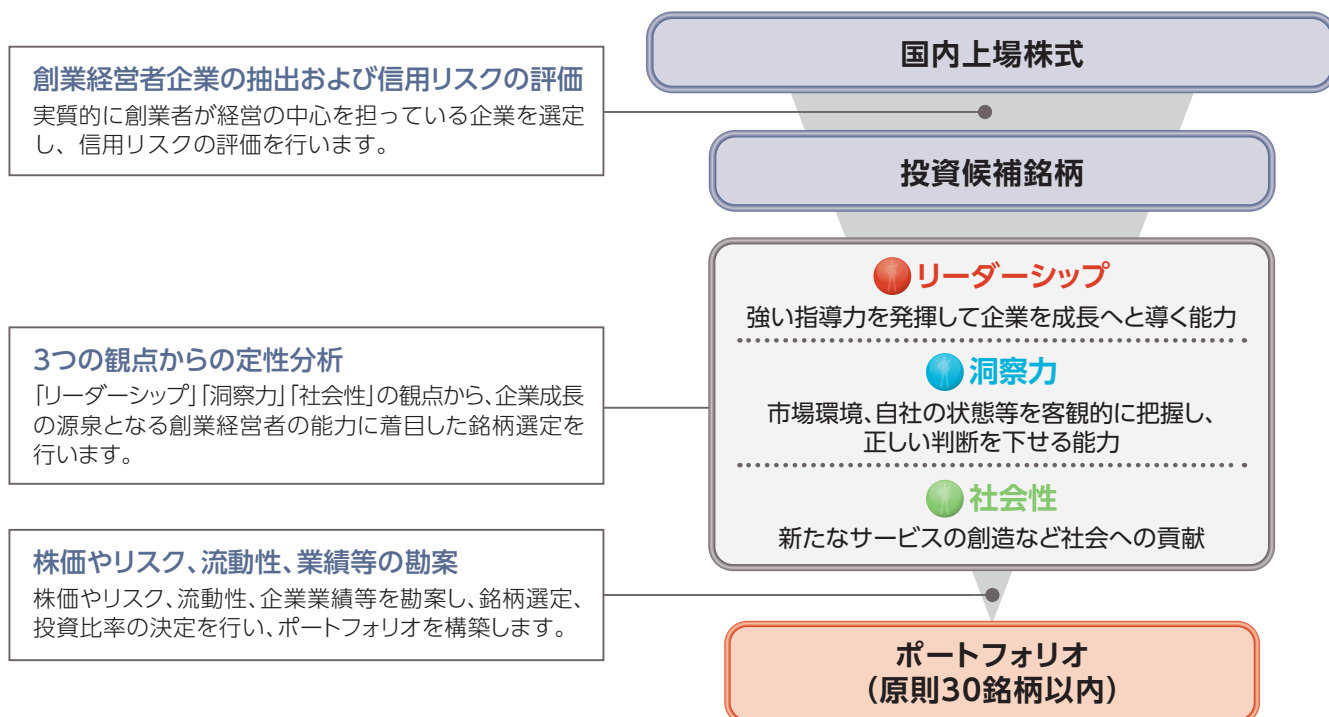 国内上場株式
創業経営者企業の抽出および信用リスクの評価
実質的に創業者が経営の中心を担っている企業を選定
し、信用リスクの評価を行います。
投資候補銘柄
リーダーシップ
強い指導力を発揮して企業を成長へと導く能力
3つの観点からの定性分析
「リーダーシップ」「洞察力」「社会性」の観点から、企業成長
の源泉となる創業経営者の能力に着目した銘柄選定を
行います。
洞察力
市場環境、自社の状態等を客観的に把握し、
正しい判断を下せる能力
社会性
新たなサービスの創造など社会への貢献
株価やリスク、流動性、業績等の勘案
株価やリスク、流動性、企業業績等を勘案し、銘柄選定、
投資比率の決定を行い、ポートフォリオを構築します。
ポートフォリオ
（原則30銘柄以内）